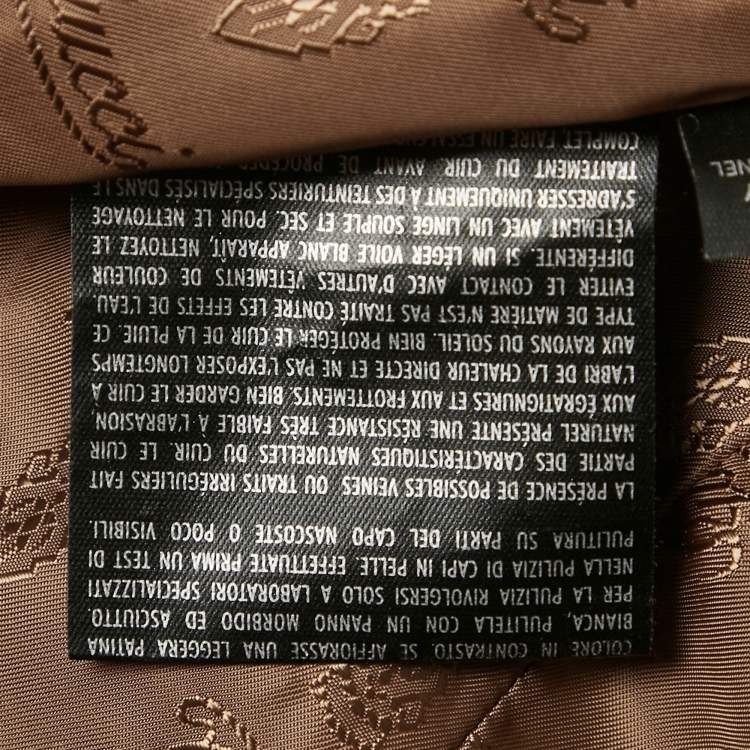 COLORE IN CONTRASTO. SE AFFIORASSE UNA LEGGERA PATINA
BIANCA, PULITELA CON UN PANNO MORBIDO ED ASCIUTTO.
PER LA PULIZIA RIVOLGERSI SOLO A LABORATORI SPECIALIZZATI
NELLA PULIZIA DI CAPI IN PELLE. EFFETTUATE PRIMA UN TEST DI
PULITURA SU PARTI DEL CAPO NASCOSTE O POCO VISIBILI.
LA PRÉSENCE DE POSSIBLES VEINES OU TRAITS IRRÉGULIERS FAIT
PARTIE DES CARACTÉRISTIQUES NATURELLES DU CUIR. LE CUIR
NATUREL PRÉSENTE UNE RÉSISTANCE TRÈS FAIBLE À L'ABRASION,
AUX ÉGRATIGNURES ET AUX FROTTEMENTS. BIEN GARDER LE CUIR A
L'ABRI DE LA CHALEUR DIRECTE ET NE PAS L'EXPOSER LONGTEMPS
AUX RAYONS DU SOLEIL. BIEN PROTÉGER LE CUIR DE LA PLUIE. CE
TYPE DE MATIÈRE N'EST PAS TRAITÉ CONTRE LES EFFETS DE L'EAU.
EVITER LE CONTACT AVEC D'AUTRES VÊTEMENTS DE COULEUR
DIFFÉRENTE. SI UN LÉGER VOILE BLANC APPARAÎT, NETTOYEZ LE
VÊTEMENT AVEC UN LINGE SOUPLE ET SEC. POUR LE NETTOYAGE
S'ADRESSER UNIQUEMENT À DES TEINTURIERS SPÉCIALISÉS DANS LE
TRAITEMENT DU CUIR. AVANT DE PROCÉDER
COMPLET, FAIRE UN ESSAI
NEL
Gucci